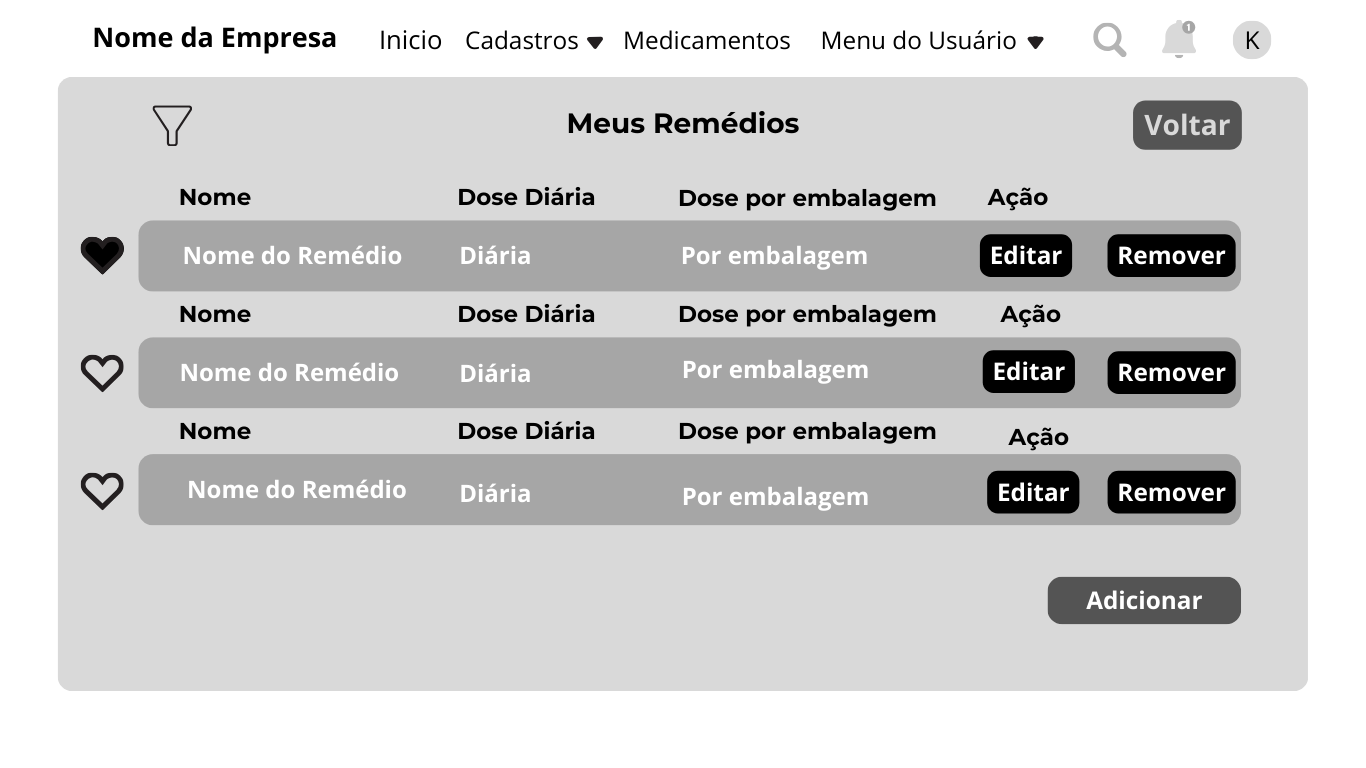 Nome da Empresa Inicio Cadastros Medicamentos Menu do Usuário 1 K
Meus Remédios Voltar
Nome Dose Diária Dose por embalagem Ação
Nome do Remédio Diária Por embalagem Editar Remover
Nome Dose Diária Dose por embalagem Ação
Nome do Remédio Diária Por embalagem Editar Remover
Nome Dose Diária Dose por embalagem Ação
Nome do Remédio Diária Por embalagem Editar Remover
Adicionar